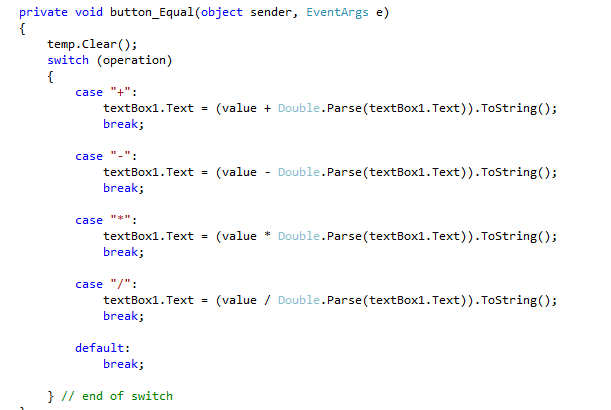 private void button_Equal(object sender, EventArgs e)
{
temp.Clear();
switch (operation)
{
case "+":
textBox1.Text = (value + Double.Parse(textBox1.Text)).ToString();
break;
case "-":
textBox1.Text = (value - Double.Parse(textBox1.Text)).ToString();
break;
case "*":
textBox1.Text = (value * Double.Parse(textBox1.Text)).ToString();
break;
case "/":
textBox1.Text = (value / Double.Parse(textBox1.Text)).ToString();
break;
default:
break;
} // end of switch